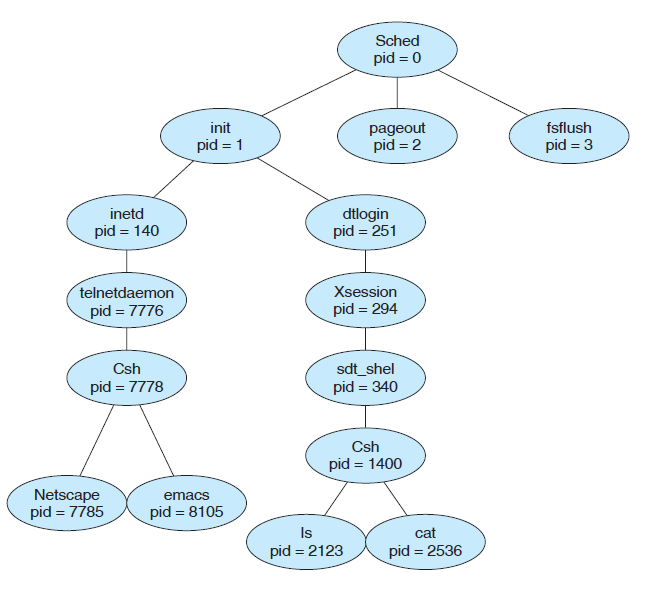 Sched
pid = 0
init
pid = 1
pageout
pid = 2
fsflush
pid = 3
inetd
pid = 140
dtlogin
pid = 251
telnetdaemon
pid = 7776
Xsession
pid = 294
Csh
pid = 7778
sdt_shel
pid = 340
Csh
pid = 1400
Netscape
pid = 7785
emacs
pid = 8105
ls
pid = 2123
cat
pid = 2536